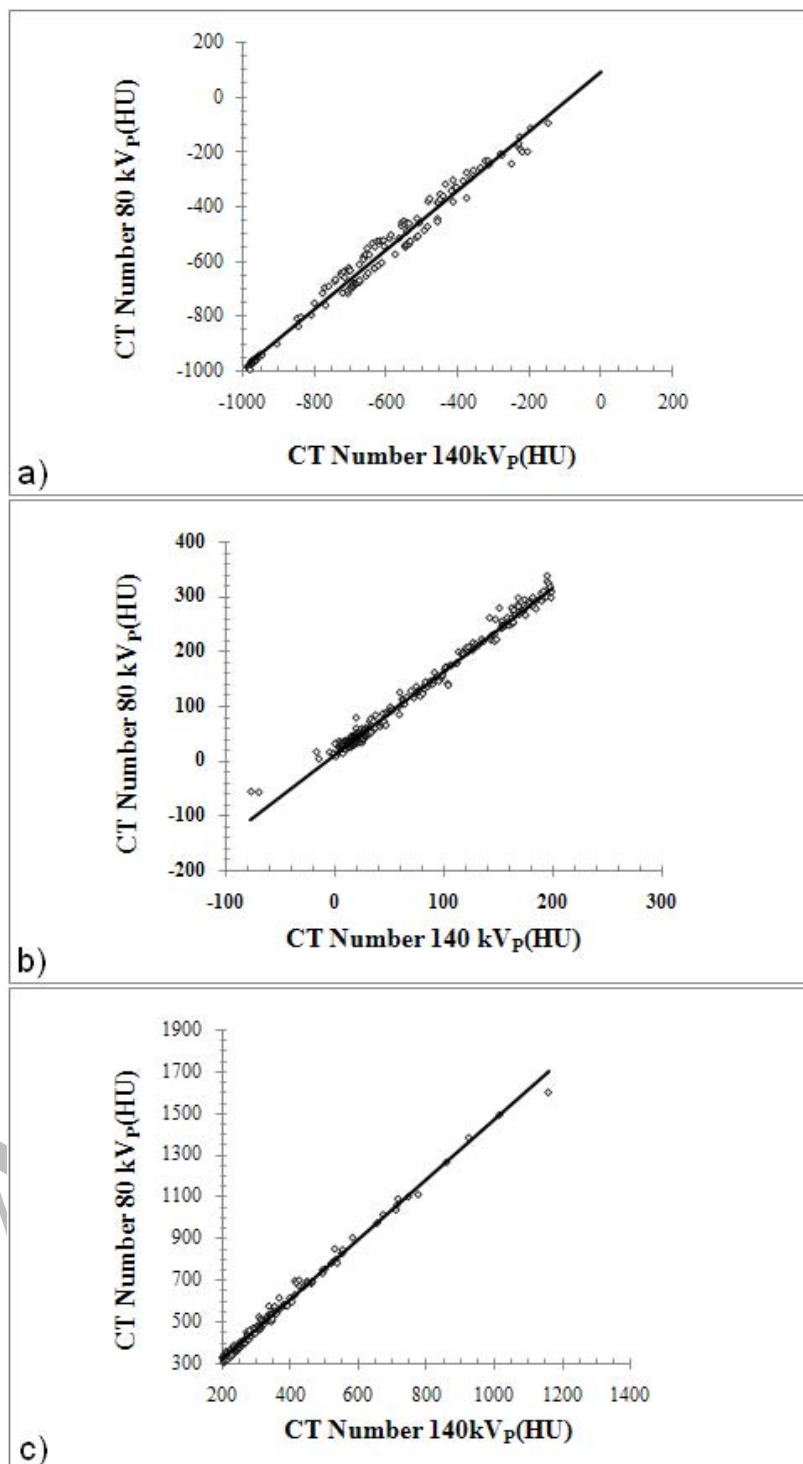 200
0
-200
-400
-600
-800
-1000
CT Number 80 kVP(HU)
-1000 -800 -600 -400 -200 0 200
CT Number 140kVP(HU)
a)
400
300
200
100
0
-100
-200
CT Number 80 kVP(HU)
-100 0 100 200 300
CT Number 140 kVP(HU)
b)
1900
1700
1500
1300
1100
900
700
500
300
CT Number 80 kVP(HU)
200 400 600 800 1000 1200 1400
CT Number 140kVP(HU)
c)